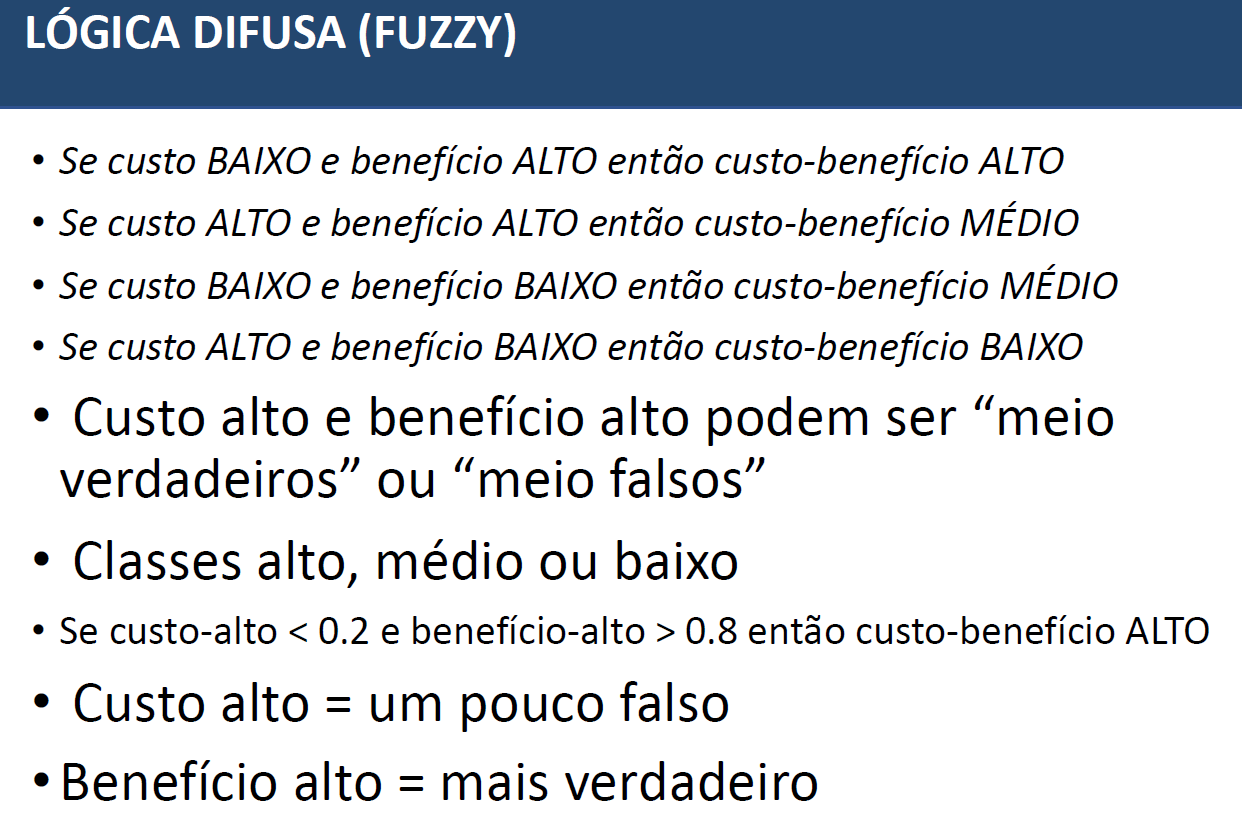 LÓGICA DIFUSA (FUZZY)
• Se custo BAIXO e benefício ALTO então custo-benefício ALTO
• Se custo ALTO e benefício ALTO então custo-benefício MÉDIO
• Se custo BAIXO e benefício BAIXO então custo-benefício MÉDIO
• Se custo ALTO e benefício BAIXO então custo-benefício BAIXO
• Custo alto e benefício alto podem ser “meio
verdadeiros” ou “meio falsos”
• Classes alto, médio ou baixo
• Se custo-alto < 0.2 e benefício-alto > 0.8 então custo-benefício ALTO
• Custo alto = um pouco falso
• Benefício alto = mais verdadeiro